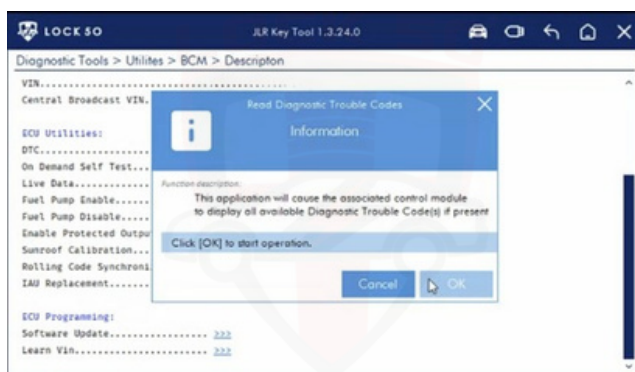 LOCK 50
JLR Key Tool 1.3.24.0
Diagnostic Tools > Utilites > BCM > Descripton
VIN
Central Broadcast VIN.
ECU Utilities:
DTC
On Demand Self Test...
Live Data
Fuel Pump Enable
Fuel Pump Disable
Enable Protected Outpu
Sunroof Calibration...
Rolling Code Synchroni
IAU Replacement
ECU Programming:
Software Update................. >>>
Learn Vin....................... >>>
Read Diagnostic Trouble Codes
Information
Function description:
This application will cause the associated control module
to display all available Diagnostic Trouble Code(s) if present
Click [OK] to start operation.
Cancel
OK